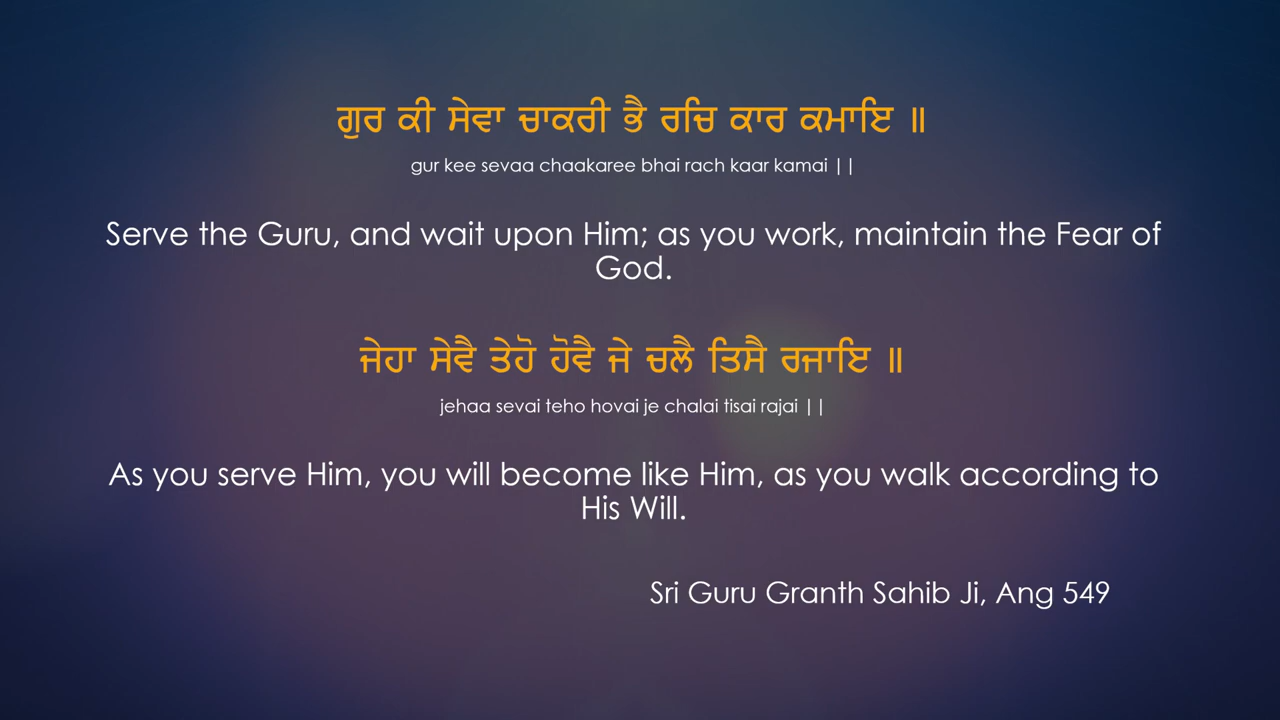 ਗੁਰ ਕੀ ਸੇਵਾ ਚਾਕਰੀ ਭੈ ਰਚਿ ਕਾਰ ਕਮਾਇ ॥
gur kee sevaa chaakaree bhai rach kaar kamai ||
Serve the Guru, and wait upon Him; as you work, maintain the Fear of
God.
ਜੇਹਾ ਸੇਵੈ ਤੇਹੋ ਹੋਵੈ ਜੇ ਚਲੈ ਤਿਸੈ ਰਜਾਇ ॥
jehaa sevai teho hovai je chalai tisai rajai ||
As you serve Him, you will become like Him, as you walk according to
His Will.
Sri Guru Granth Sahib Ji, Ang 549